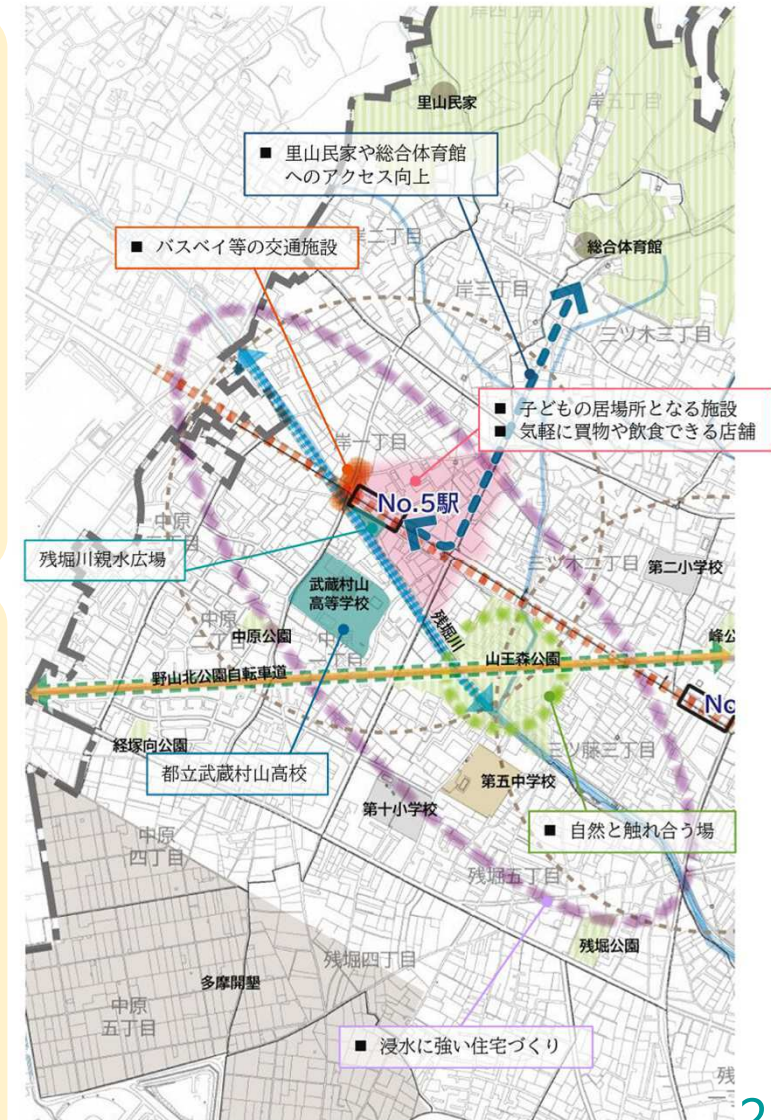 岸四丁目
里山民家
岸五丁目
■ 里山民家や総合体育館
へのアクセス向上
■ バスベイ等の交通施設
岸二丁目
総合体育館
岸三丁目
三ツ木三丁目
■ 子どもの居場所となる施設
■ 気軽に買物や飲食できる店舗
岸一丁目
No.5駅
中原
三丁目
残堀川親水広場
三ツ木二丁目
第二小学校
武蔵村山
高等学校
中原
中原公園
残堀川
山王森公園
野山北公園自転車道
No
経塚向公園
三ツ藤三丁目
都立武蔵村山高校
第五中学校
第十小学校
■ 自然と触れ合う場
中原
四丁目
残堀五丁目
残堀公園
残堀四丁目
多摩開墾
中原
五丁目
■ 浸水に強い住宅づくり
残
2